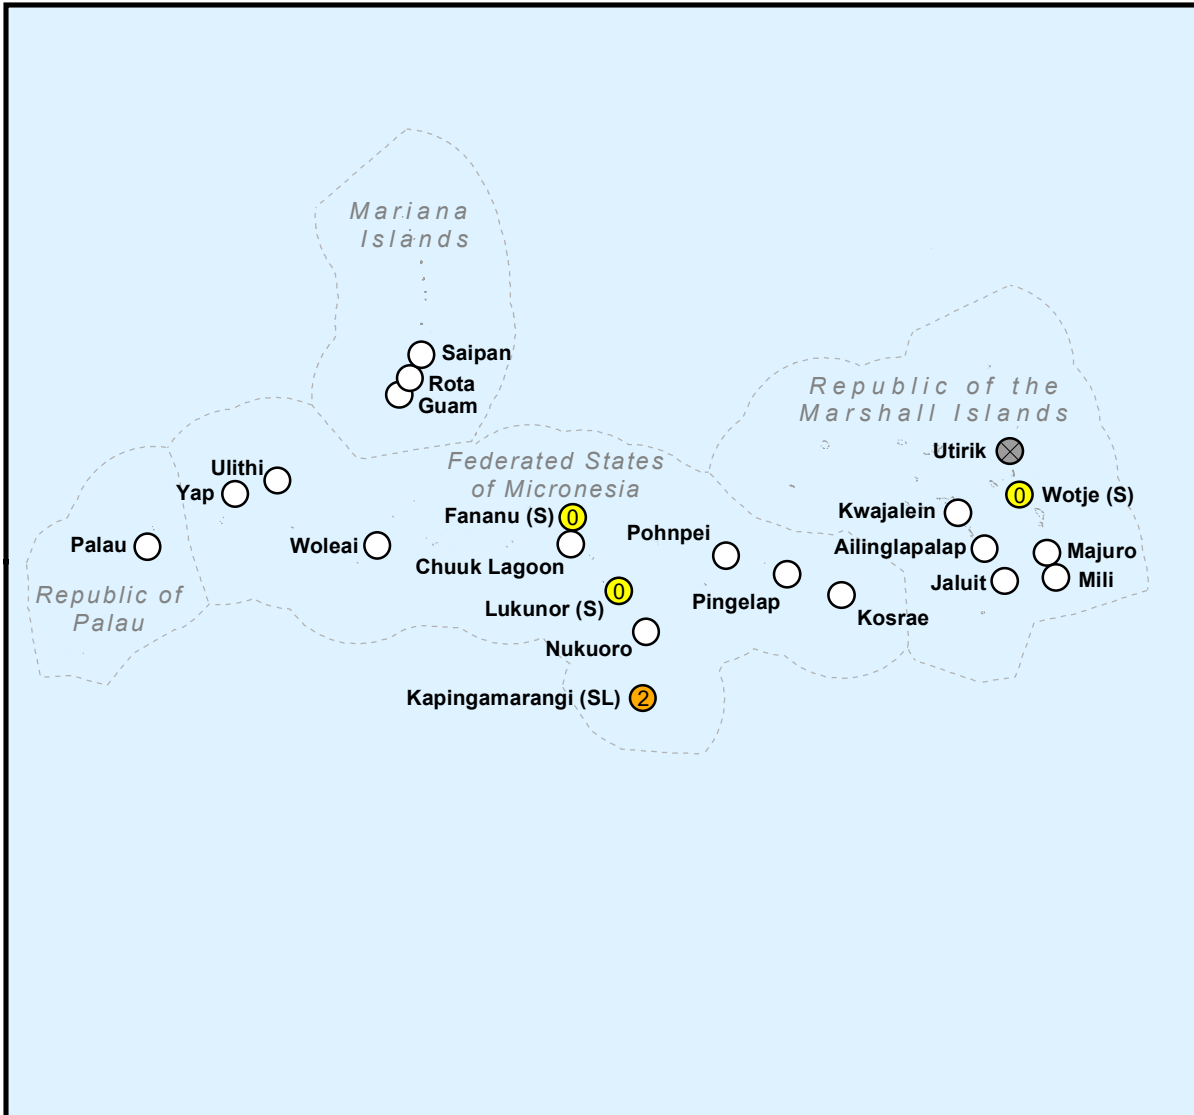 Mariana
Islands
Saipan
Rota
Guam
Republic of the
Marshall Islands
Utirik
Ulithi
Yap
Federated States
of Micronesia
Wotje (S)
0
Kwajalein
Fananu (S)
0
Pohnpei
Palau
Woleai
Chuuk Lagoon
Ailinglapalap
Majuro
Republic of
Palau
Lukunor (S)
0
Pingelap
Jaluit
Mili
Kosrae
Nukuoro
Kapingamarangi (SL)
2